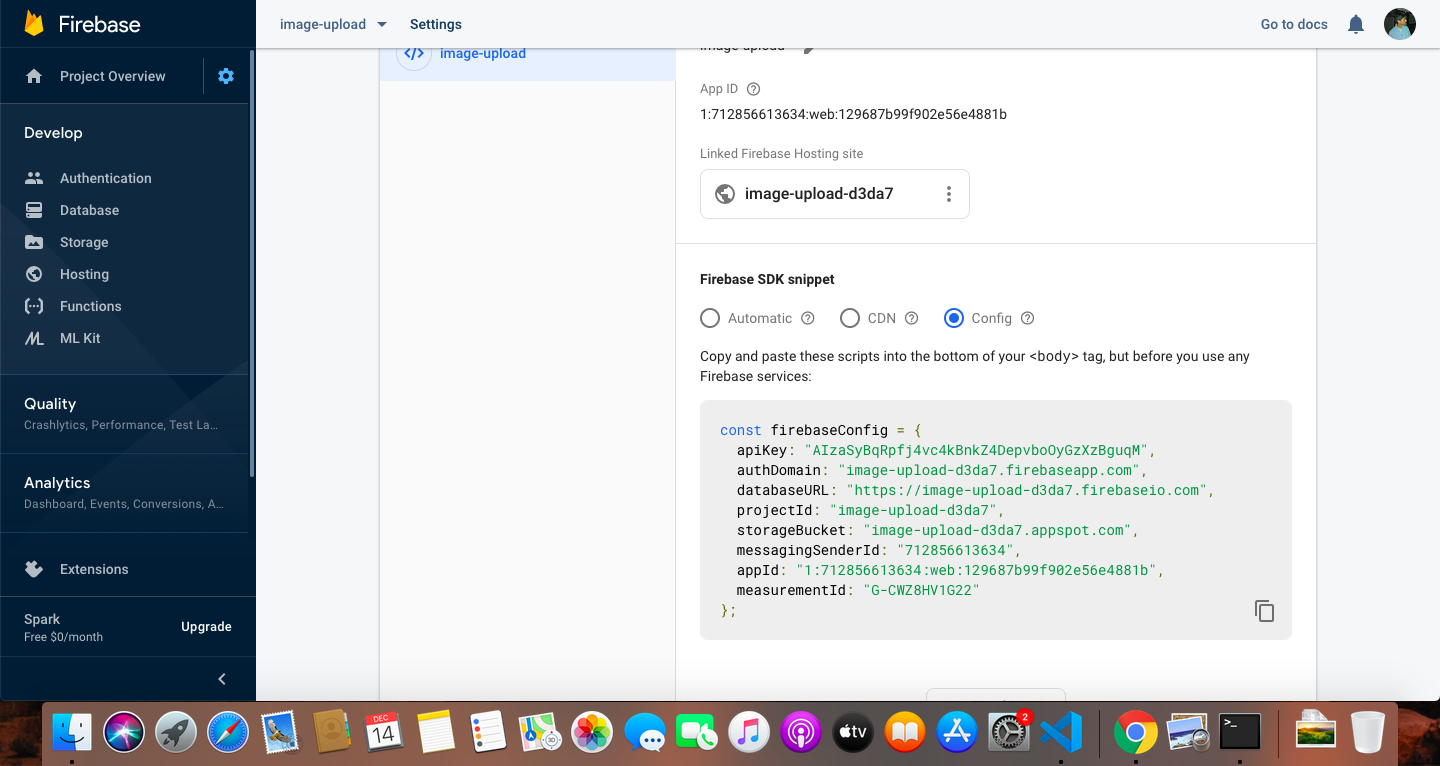 Firebase
image-upload
Settings
Go to docs
Project Overview
Develop
Authentication
Database
Storage
Hosting
Functions
ML Kit
Quality
Crashlytics, Performance, Test La...
Analytics
Dashboard, Events, Conversions, A...
Extensions
Spark
Free $0/month
Upgrade
image-upload
image-upload
App ID
1:712856613634:web:129687b99f902e56e4881b
Linked Firebase Hosting site
image-upload-d3da7
Firebase SDK snippet
Automatic
CDN
Config
Copy and paste these scripts into the bottom of your <body> tag, but before you use any
Firebase services:
const firebaseConfig = {
apiKey: "AIzaSyBqRpfj4vc4kBnkZ4DepvboOyGzXzBguqM",
authDomain: "image-upload-d3da7.firebaseapp.com",
databaseURL: "https://image-upload-d3da7.firebaseio.com",
projectId: "image-upload-d3da7",
storageBucket: "image-upload-d3da7.appspot.com",
messagingSenderId: "712856613634",
appId: "1:712856613634:web:129687b99f902e56e4881b",
measurementId: "G-CWZ8HV1G22"
};
DEC
14
3D
tv
2
>_